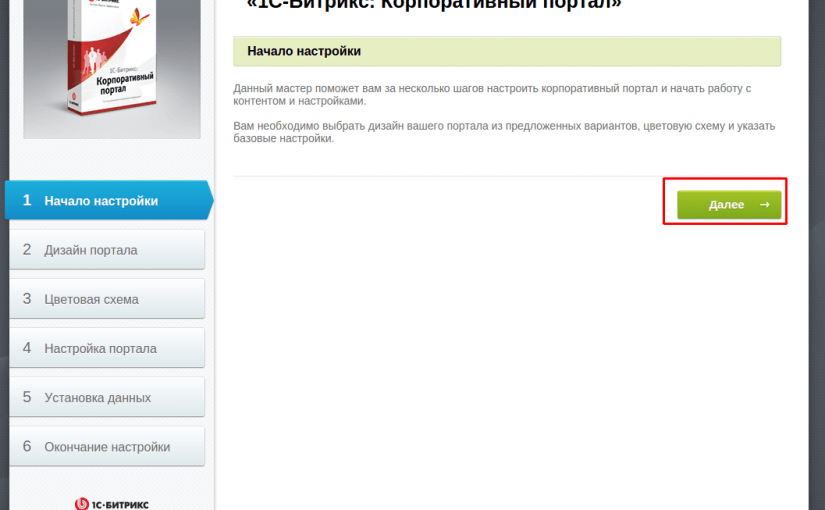 «1С-Битрикс: Корпоративный портал»
1С-Битрикс:
Корпоративный
портал
1С-БИТРИКС
Начало настройки
Данный мастер поможет вам за несколько шагов настроить корпоративный портал и начать работу с
контентом и настройками.
Вам необходимо выбрать дизайн вашего портала из предложенных вариантов, цветовую схему и указать
базовые настройки.
Далее →
1 Начало настройки
2 Дизайн портала
3 Цветовая схема
4 Настройка портала
5 Установка данных
6 Окончание настройки
1С-БИТРИКС